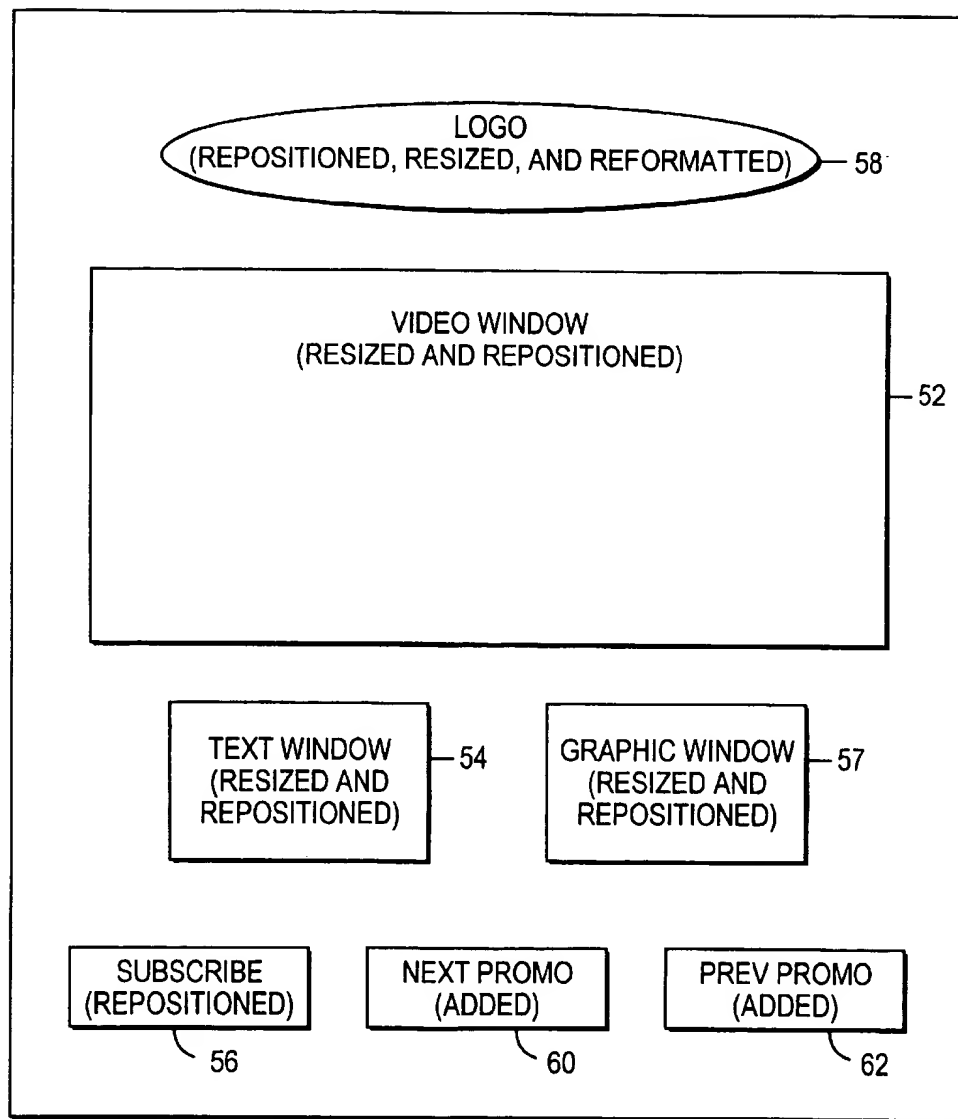 LOGO
(REPOSITIONED, RESIZED, AND REFORMATTED)
58
VIDEO WINDOW
(RESIZED AND REPOSITIONED)
52
TEXT WINDOW
(RESIZED AND
REPOSITIONED)
54
GRAPHIC WINDOW
(RESIZED AND
REPOSITIONED)
57
SUBSCRIBE
(REPOSITIONED)
56
NEXT PROMO
(ADDED)
60
PREV PROMO
(ADDED)
62